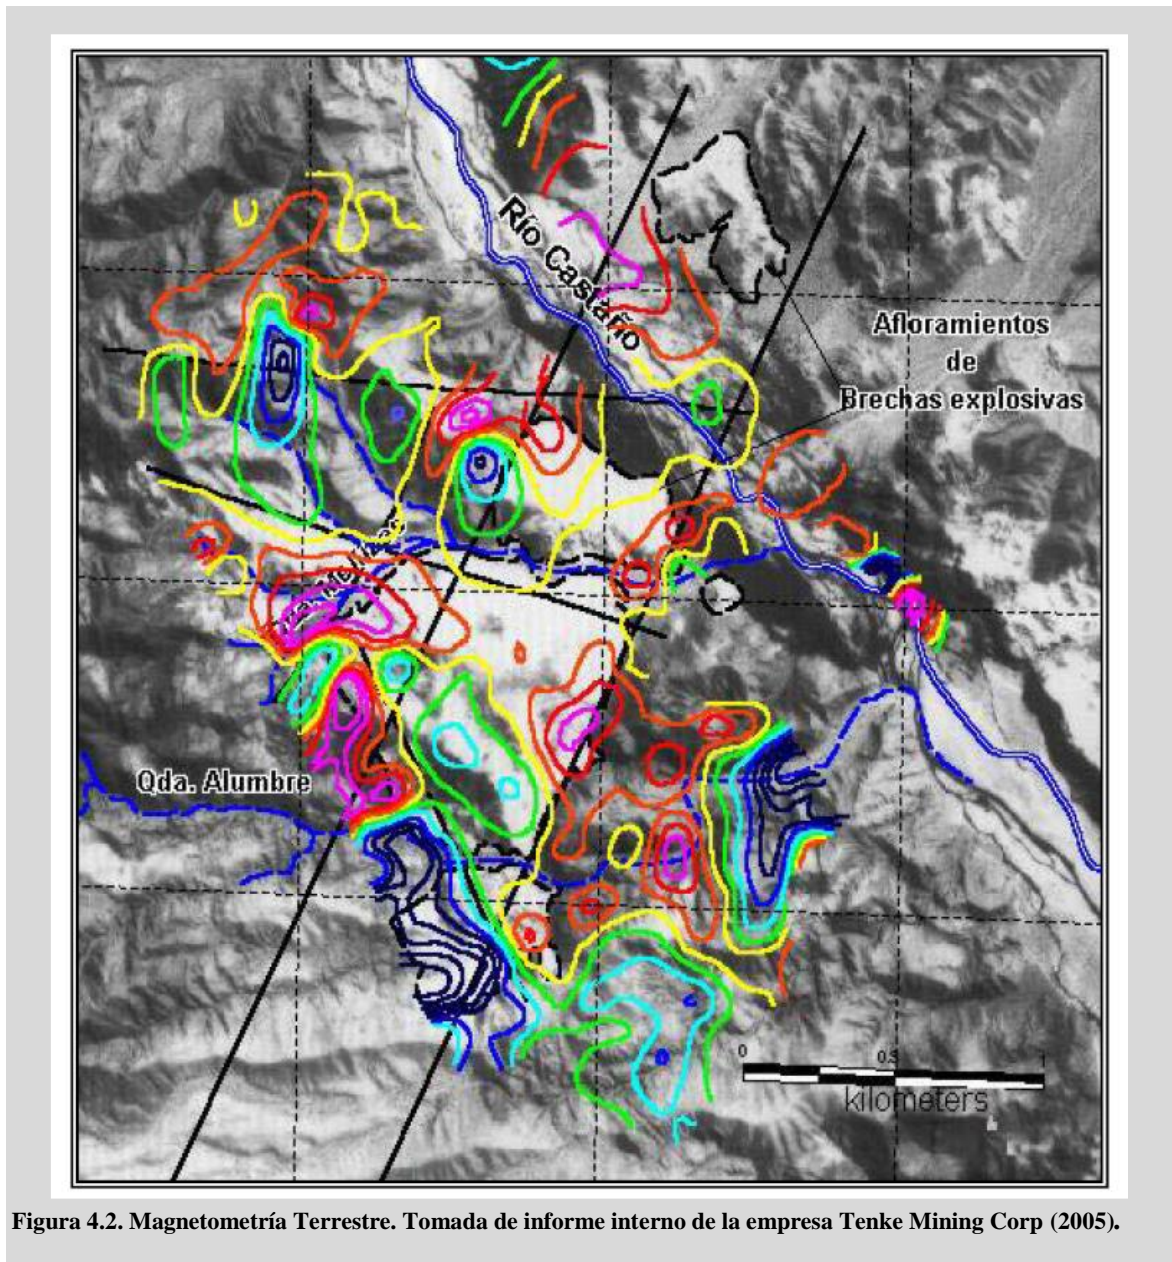 Río Castaño
Afloramientos
de
Brechas explosivas
Qda. Alumbre
0
0.5
1
kilometers
Figura 4.2. Magnetometría Terrestre. Tomada de informe interno de la empresa Tenke Mining Corp (2005).